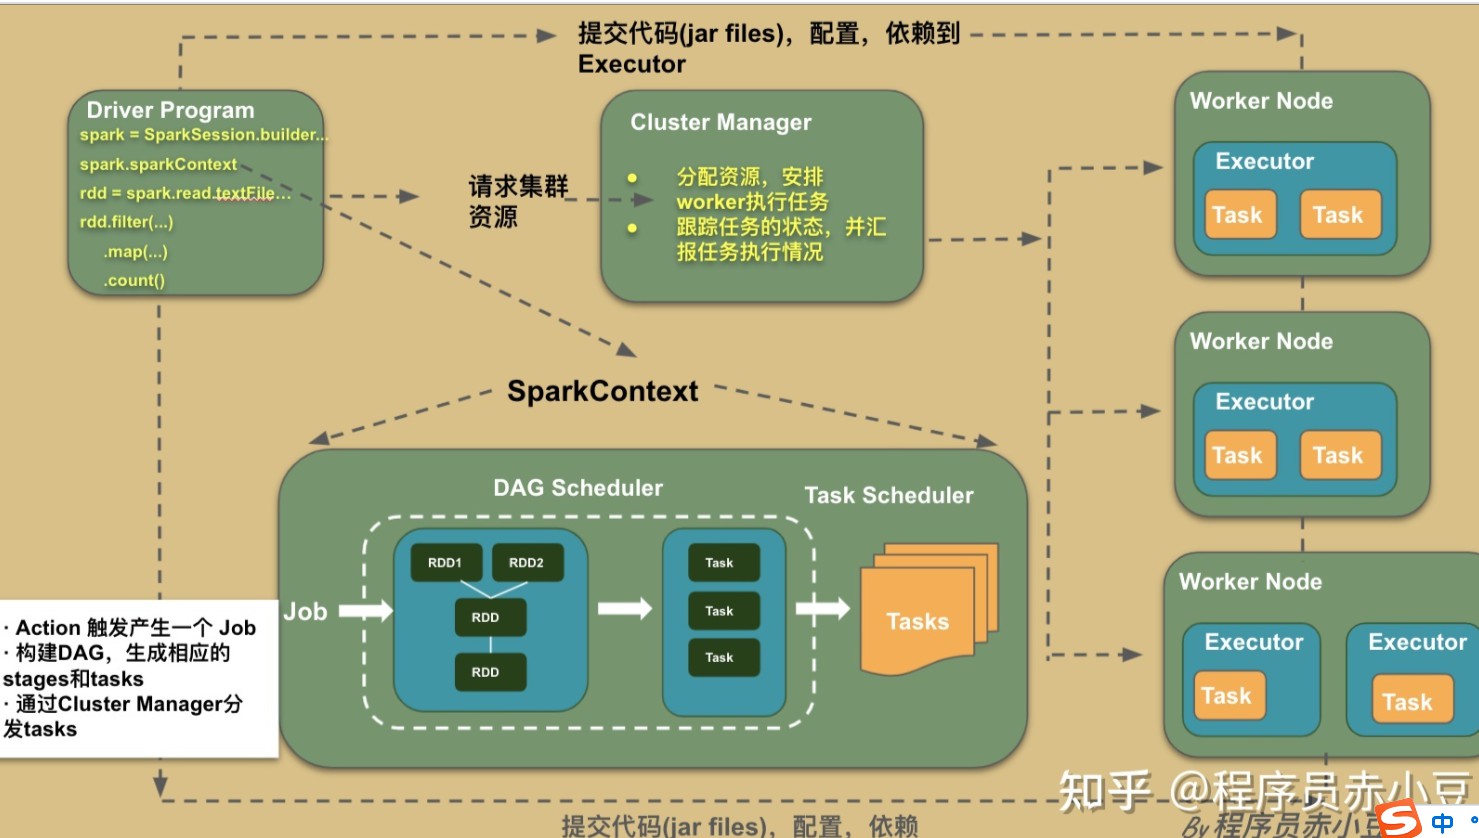 提交代码(jar files)，配置，依赖到
Executor
Driver Program
spark = SparkSession.builder...
spark.sparkContext
rdd = spark.read.textFile...
rdd.filter(...)
.map(...)
.count()
请求集群
资源
Cluster Manager
• 分配资源，安排
worker执行任务
• 跟踪任务的状态，并汇
报任务执行情况
Worker Node
Executor
Task Task
Worker Node
Executor
Task Task
Worker Node
Executor Executor
Task Task
SparkContext
DAG Scheduler
Task Scheduler
Job
RDD1 RDD2
RDD
RDD
Task
Task
Task
Tasks
· Action 触发产生一个 Job
· 构建DAG，生成相应的
stages和tasks
· 通过Cluster Manager分
发tasks
提交代码(jar files)，配置，依赖
知乎 @程序员赤小豆
By 程序员赤小豆
S 中